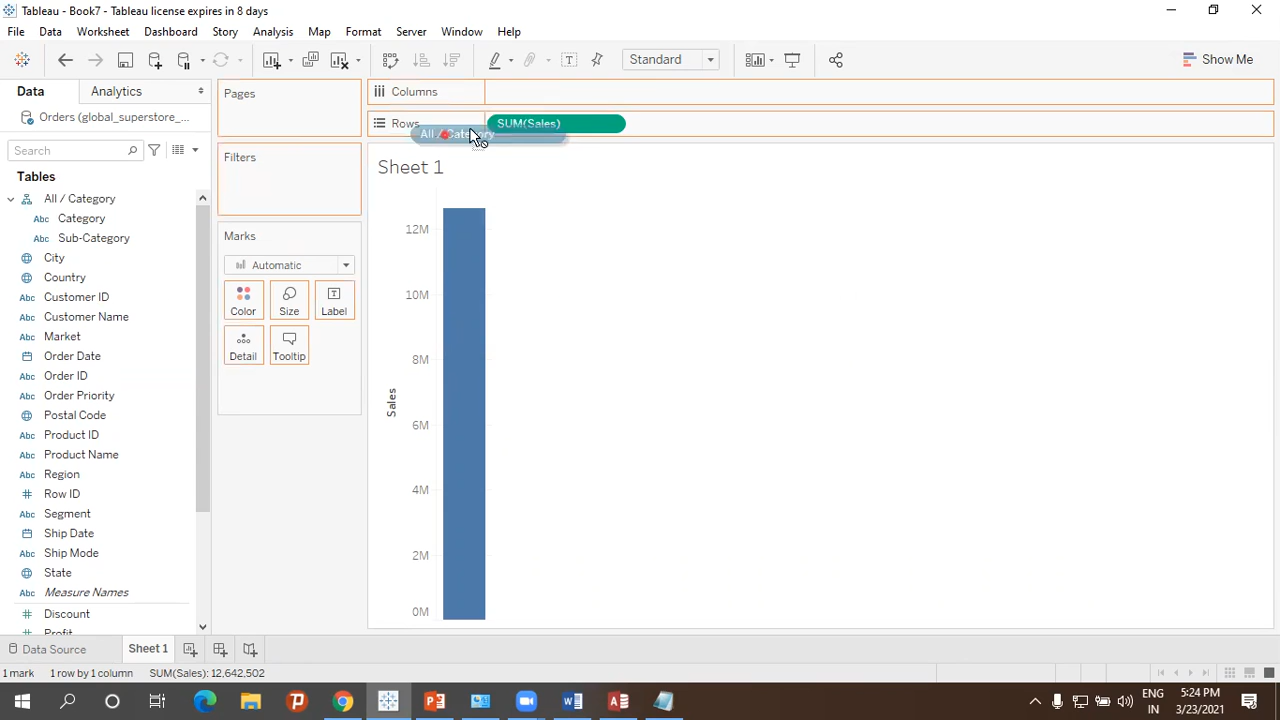 Tableau - Book7 - Tableau license expires in 8 days
File Data Worksheet Dashboard Story Analysis Map Format Server Window Help
Standard
Show Me
Data Analytics
Orders (global_superstore_...
Search
Tables
All / Category
Category
Sub-Category
City
Country
Customer ID
Customer Name
Market
Order Date
Order ID
Order Priority
Postal Code
Product ID
Product Name
Region
Row ID
Segment
Ship Date
Ship Mode
State
Measure Names
Discount
Profit
Pages
Filters
Marks
Automatic
Color Size Label
Detail Tooltip
Columns
Rows SUM(Sales)
All / Category
Sheet 1
12M
10M
8M
6M
4M
2M
0M
Sales
Data Source Sheet 1
1 mark 1 row by 1 column SUM(Sales): 12,642,502
ENG
IN
5:24 PM
3/23/2021